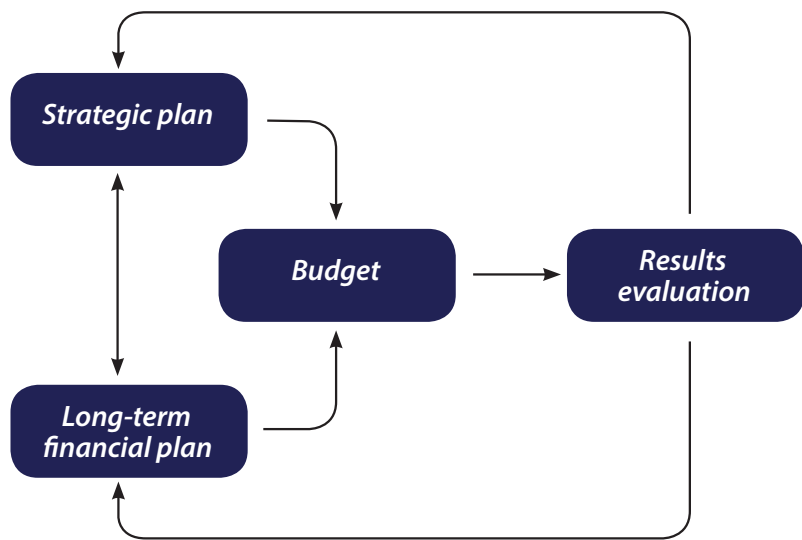 Strategic plan
Budget
Results
evaluation
Long-term
financial plan